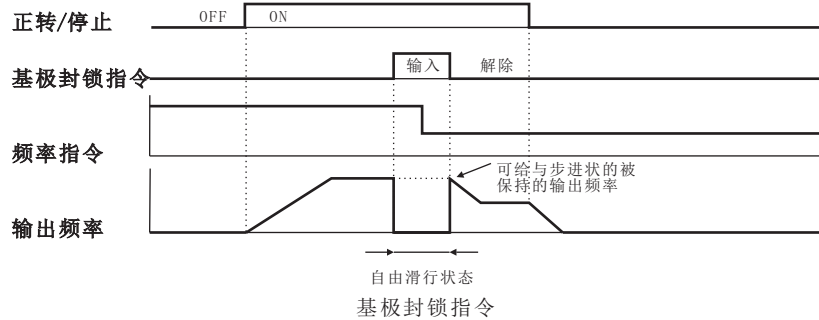 正转/停止
OFF ON
基极封锁指令
输入 解除
频率指令
可给与步进状的被
保持的输出频率
输出频率
自由滑行状态
基极封锁指令